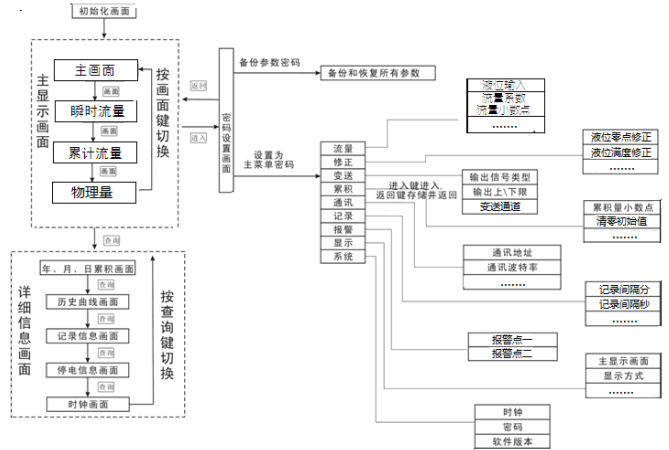 初始化画面
主显示画面
主画面
画面
瞬时流量
画面
累计流量
画面
物理量
按画面键切换
返回
进入
密码设置画面
备份参数密码
备份和恢复所有参数
设置为
主菜单密码
流量
修正
变送
累积
通讯
记录
报警
显示
系统
进入键进入,
返回键存储并返回
液位输入
流量系数
流量小数点
.......
液位零点修正
液位满度修正
.......
输出信号类型
输出上\下限
变送通道
累积量小数点
清零初始值
.......
通讯地址
通讯波特率
.......
记录间隔分
记录间隔秒
.......
报警点一
报警点二
主显示画面
显示方式
.......
时钟
密码
软件版本
查询
详细信息画面
年、月、日累积画面
查询
历史曲线画面
查询
记录信息画面
查询
停电信息画面
查询
时钟画面
按查询键切换